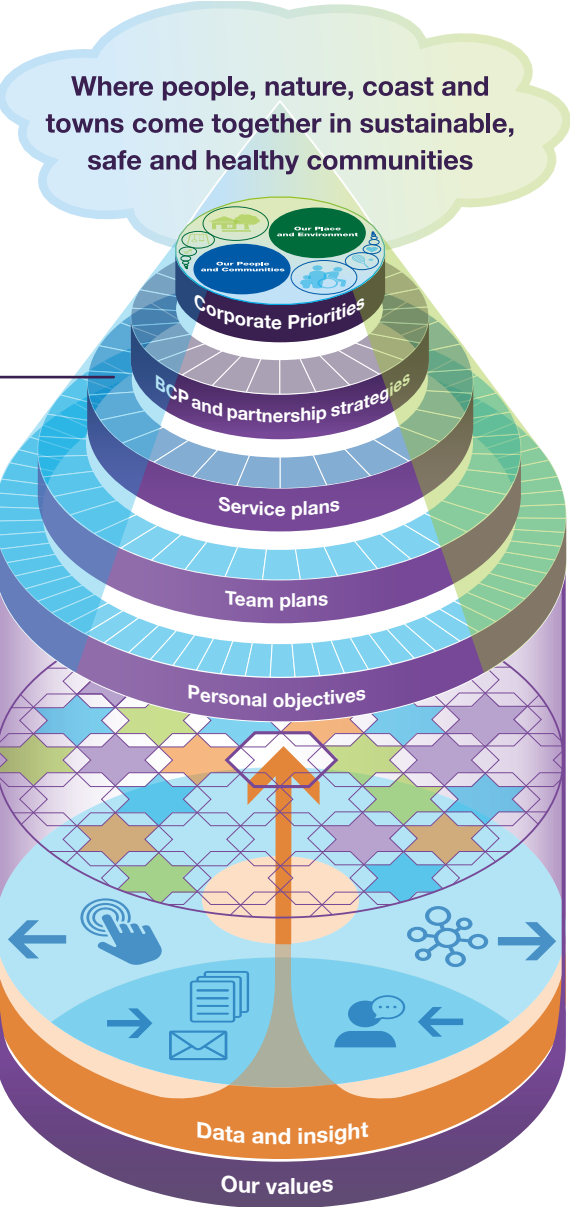 Where people, nature, coast and
towns come together in sustainable,
safe and healthy communities
Our Place
and Environment
Our People
and Communities
Corporate Priorities
BCP and partnership strategies
Service plans
Team plans
Personal objectives
Data and insight
Our values